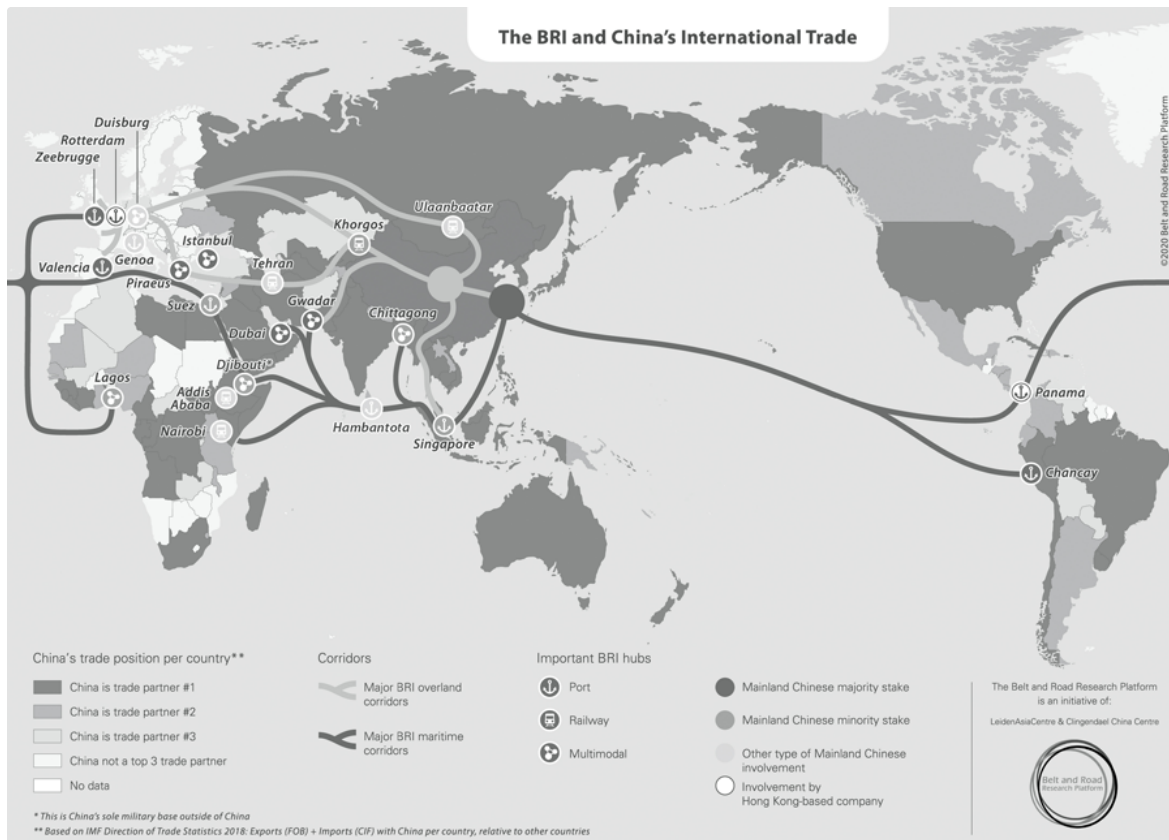 The BRI and China's International Trade
©2020 Belt and Road Research Platform
Duisburg
Rotterdam
Zeebrugge
Ulaanbaatar
Khorgos
Istanbul
Genoa
Valencia
Tehran
Piraeus
Gwadar
Suez
Chittagong
Dubai
Djibouti*
Lagos
Addis
Ababa
Panama
Nairobi
Hambantota
Singapore
Chancay
China's trade position per country**
China is trade partner #1
China is trade partner #2
China is trade partner #3
China not a top 3 trade partner
No data
Corridors
Major BRI overland
corridors
Major BRI maritime
corridors
Important BRI hubs
Port
Railway
Multimodal
Mainland Chinese majority stake
Mainland Chinese minority stake
Other type of Mainland Chinese
involvement
Involvement by
Hong Kong-based company
The Belt and Road Research Platform
is an initiative of:
LeidenAsiaCentre & Clingendael China Centre
Belt and Road
Research Platform
* This is China's sole military base outside of China
** Based on IMF Direction of Trade Statistics 2018: Exports (FOB) + Imports (CIF) with China per country, relative to other countries